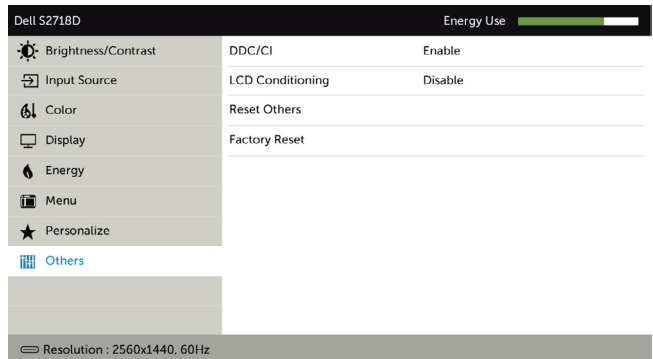 Dell S2718D Energy Use
Brightness/Contrast DDC/CI Enable
Input Source LCD Conditioning Disable
Color Reset Others
Display Factory Reset
Energy
Menu
Personalize
Others
Resolution : 2560x1440, 60Hz